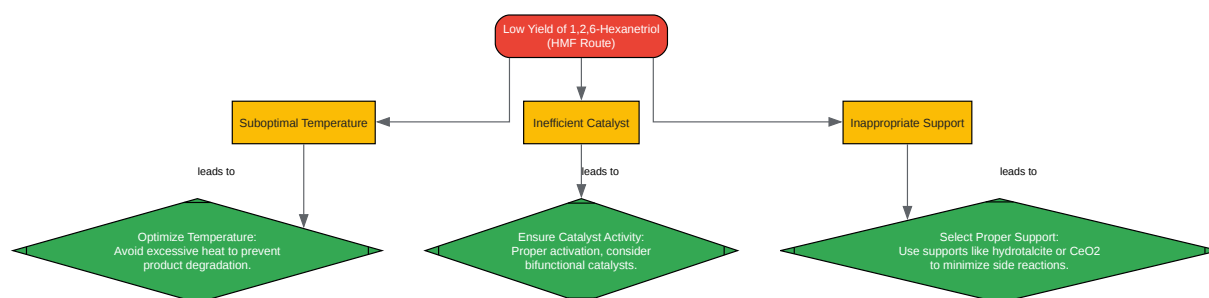 Low Yield of 1,2,6-Hexanetriol
(HMF Route)
Suboptimal Temperature
Inefficient Catalyst
Inappropriate Support
leads to
leads to
leads to
Optimize Temperature:
Avoid excessive heat to prevent
product degradation.
Ensure Catalyst Activity:
Proper activation, consider
bifunctional catalysts.
Select Proper Support:
Use supports like hydrotalcite or CeO2
to minimize side reactions.